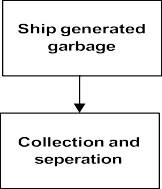 Ship generated
garbage
Collection and
seperation